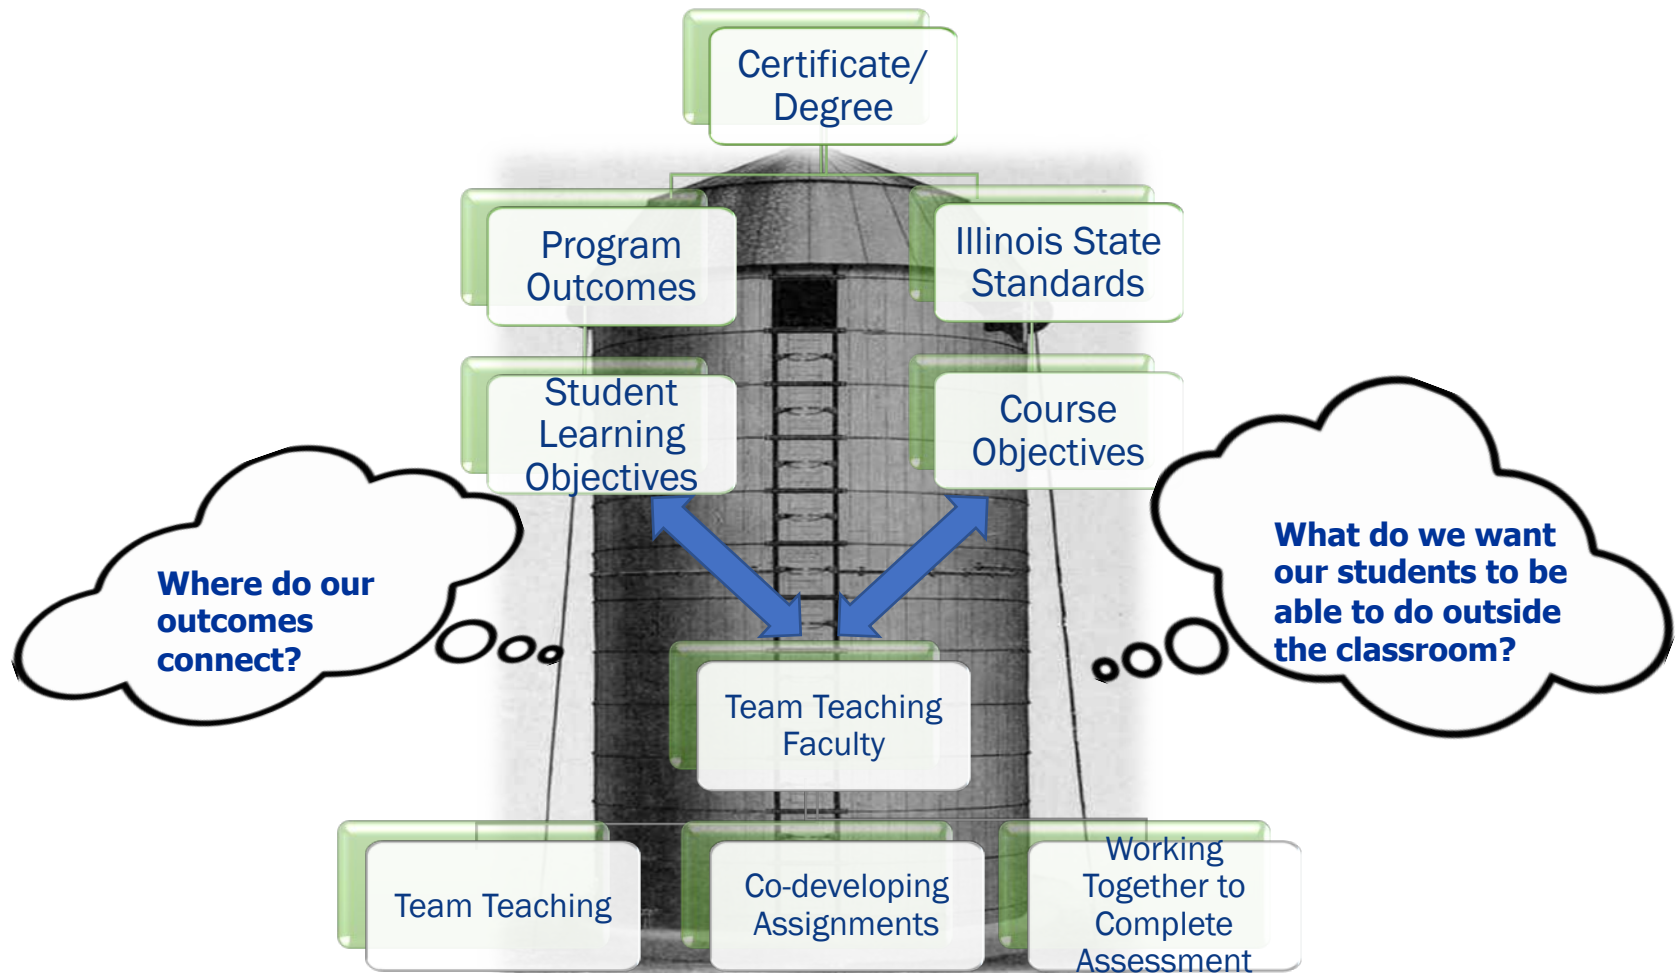 Certificate/
Degree
Program
Outcomes
Illinois State
Standards
Student
Learning
Objectives
Course
Objectives
Where do our
outcomes
connect?
What do we want
our students to be
able to do outside
the classroom?
Team Teaching
Faculty
Team Teaching
Co-developing
Assignments
Working
Together to
Complete
Assessment